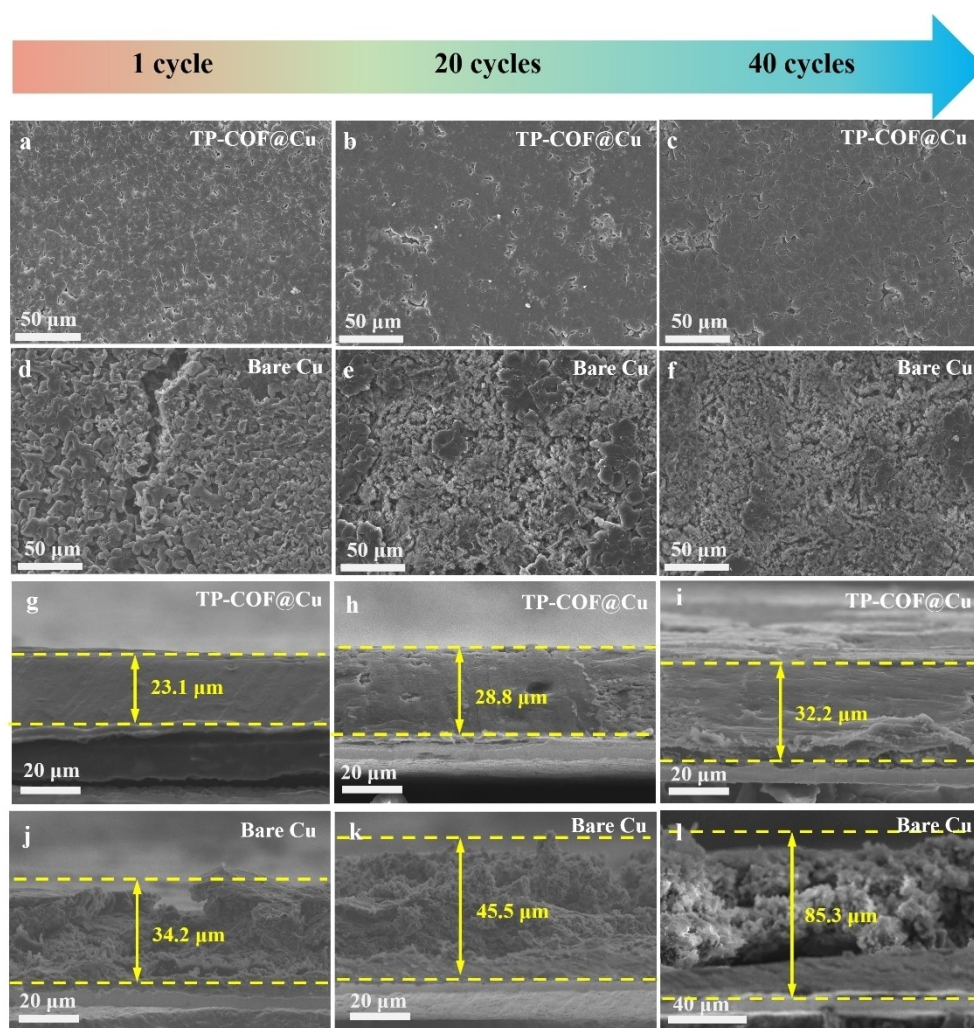 1 cycle 20 cycles 40 cycles
a TP-COF@Cu b TP-COF@Cu c TP-COF@Cu
50 μm 50 μm 50 μm
d Bare Cu e Bare Cu f Bare Cu
50 μm 50 μm 50 μm
g TP-COF@Cu h TP-COF@Cu i TP-COF@Cu
23.1 μm 28.8 μm 32.2 μm
20 μm 20 μm 20 μm
j Bare Cu k Bare Cu l Bare Cu
34.2 μm 45.5 μm 85.3 μm
20 μm 20 μm 40 μm